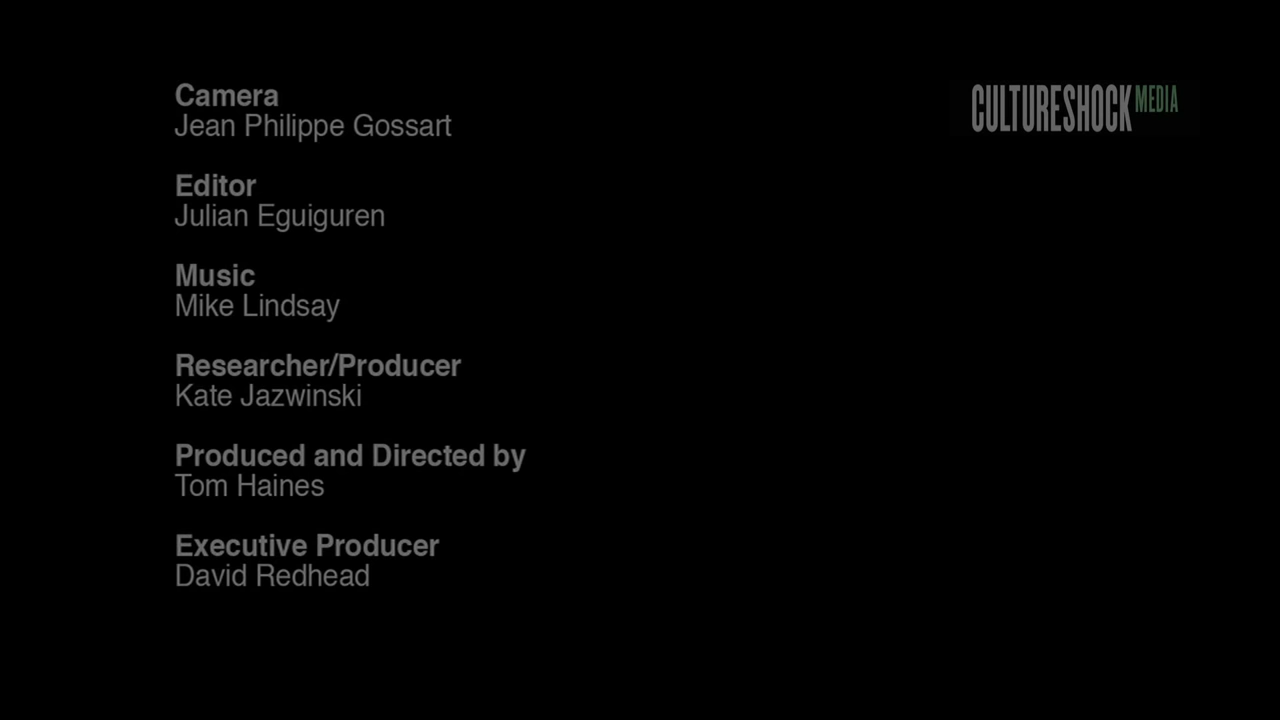 Camera
Jean Philippe Gossart
Editor
Julian Eguiguren
Music
Mike Lindsay
Researcher/Producer
Kate Jazwinski
Produced and Directed by
Tom Haines
Executive Producer
David Redhead
CULTURESHOCK MEDIA